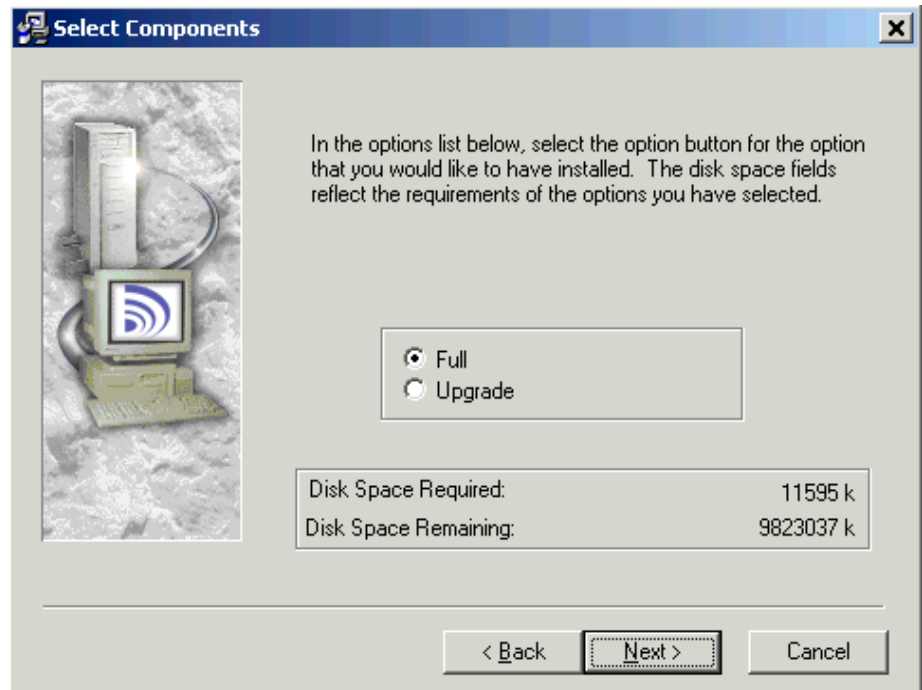 Select Components
In the options list below, select the option button for the option
that you would like to have installed.  The disk space fields
reflect the requirements of the options you have selected.
Full
Upgrade
Disk Space Required: 11595 k
Disk Space Remaining: 9823037 k
< Back Next > Cancel